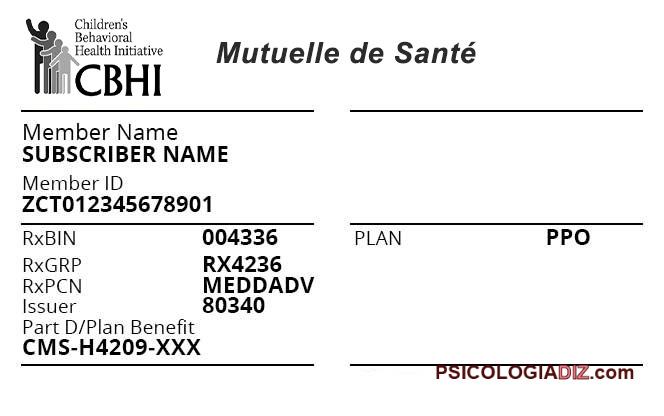 Children's
Behavioral
Health Initiative
CBHI
Mutuelle de Santé
Member Name
SUBSCRIBER NAME
Member ID
ZCT012345678901
RxBIN 004336
PLAN PPO
RxGRP RX4236
RxPCN MEDDADV
Issuer 80340
Part D/Plan Benefit
CMS-H4209-XXX
PSICOLOGIADIZ.com